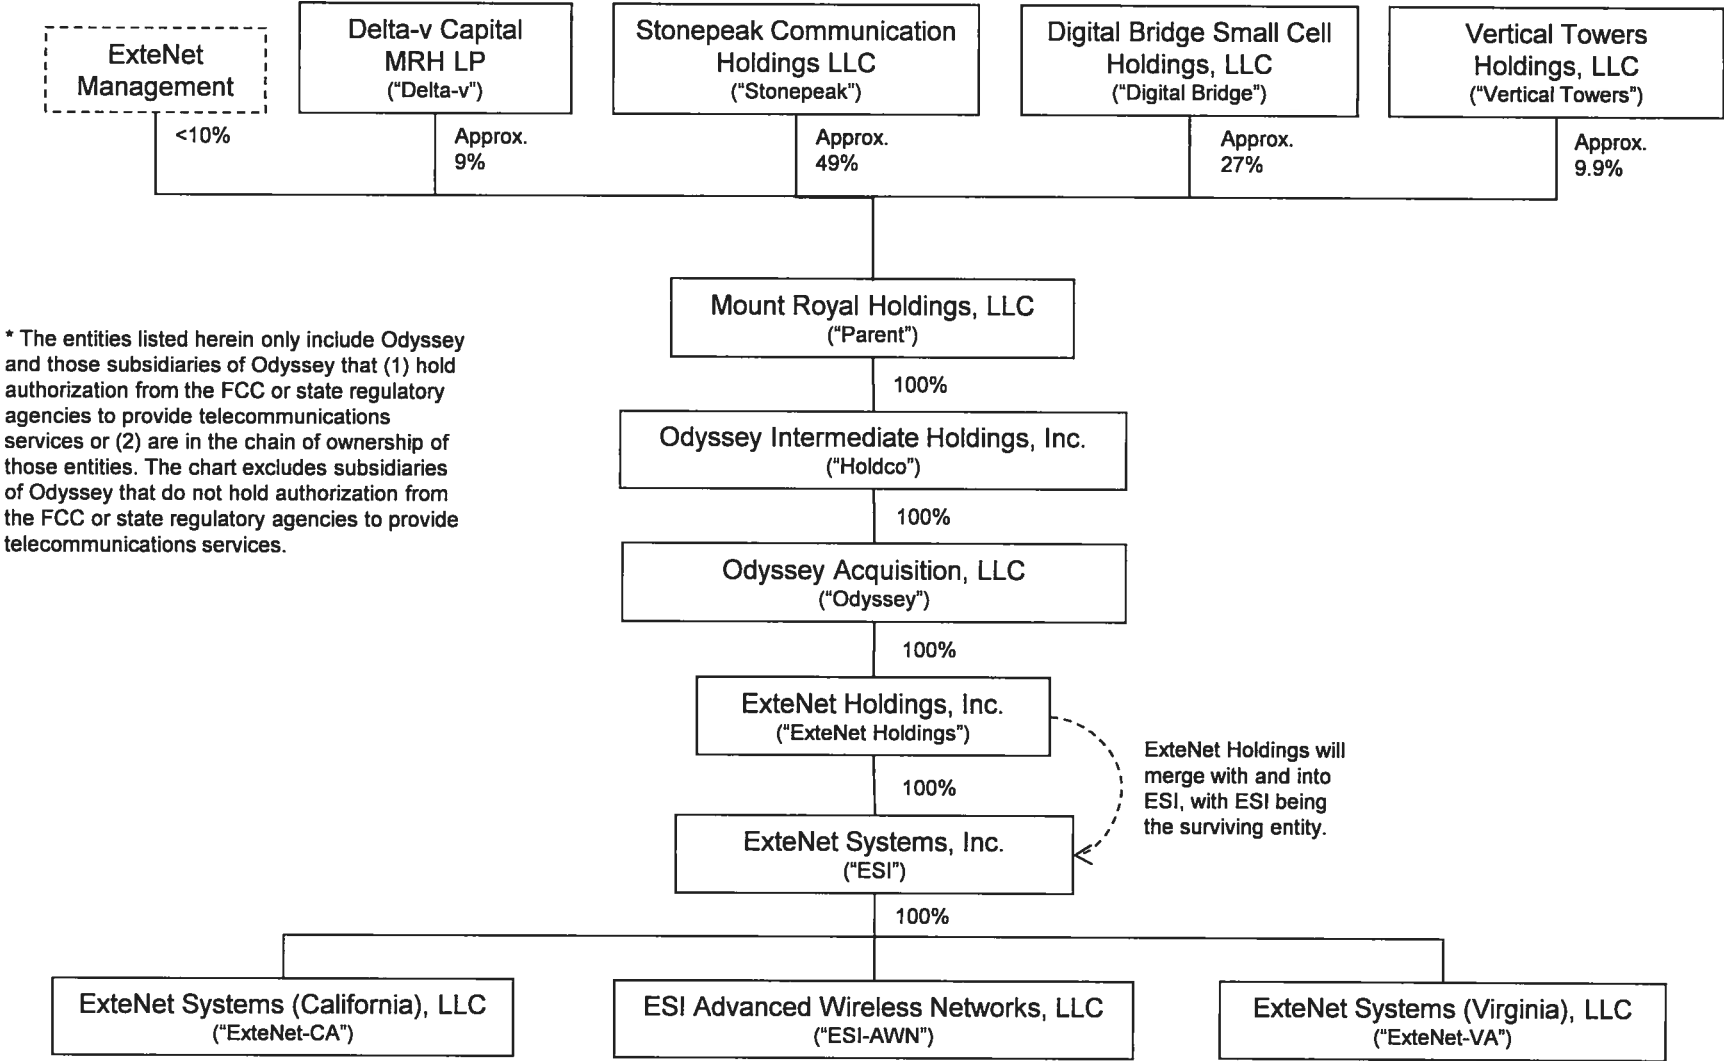 ExteNet
Management
Delta-v Capital
MRH LP
("Delta-v")
Stonepeak Communication
Holdings LLC
("Stonepeak")
Digital Bridge Small Cell
Holdings, LLC
("Digital Bridge")
Vertical Towers
Holdings, LLC
("Vertical Towers")
<10%
Approx.
9%
Approx.
49%
Approx.
27%
Approx.
9.9%
Mount Royal Holdings, LLC
("Parent")
* The entities listed herein only include Odyssey
and those subsidiaries of Odyssey that (1) hold
authorization from the FCC or state regulatory
agencies to provide telecommunications
services or (2) are in the chain of ownership of
those entities. The chart excludes subsidiaries
of Odyssey that do not hold authorization from
the FCC or state regulatory agencies to provide
telecommunications services.
100%
Odyssey Intermediate Holdings, Inc.
("Holdco")
100%
Odyssey Acquisition, LLC
("Odyssey")
100%
ExteNet Holdings, Inc.
("ExteNet Holdings")
ExteNet Holdings will
merge with and into
ESI, with ESI being
the surviving entity.
100%
ExteNet Systems, Inc.
("ESI")
100%
ExteNet Systems (California), LLC
("ExteNet-CA")
ESI Advanced Wireless Networks, LLC
("ESI-AWN")
ExteNet Systems (Virginia), LLC
("ExteNet-VA")